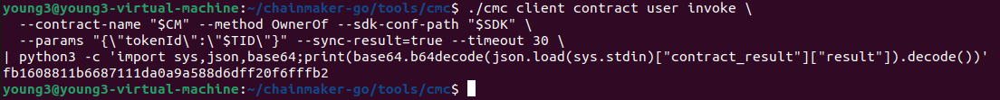 young3@young3-virtual-machine:~/chainmaker-go/tools/cmc$ ./cmc client contract user invoke \
  --contract-name "$CM" --method OwnerOf --sdk-conf-path "$SDK" \
  --params "{\"tokenId\":\"$TID\"}" --sync-result=true --timeout 30 \
| python3 -c 'import sys,json,base64;print(base64.b64decode(json.load(sys.stdin)["contract_result"]["result"]).decode())'
fb1608811b6687111da0a9a588d6dff20f6fffb2
young3@young3-virtual-machine:~/chainmaker-go/tools/cmc$